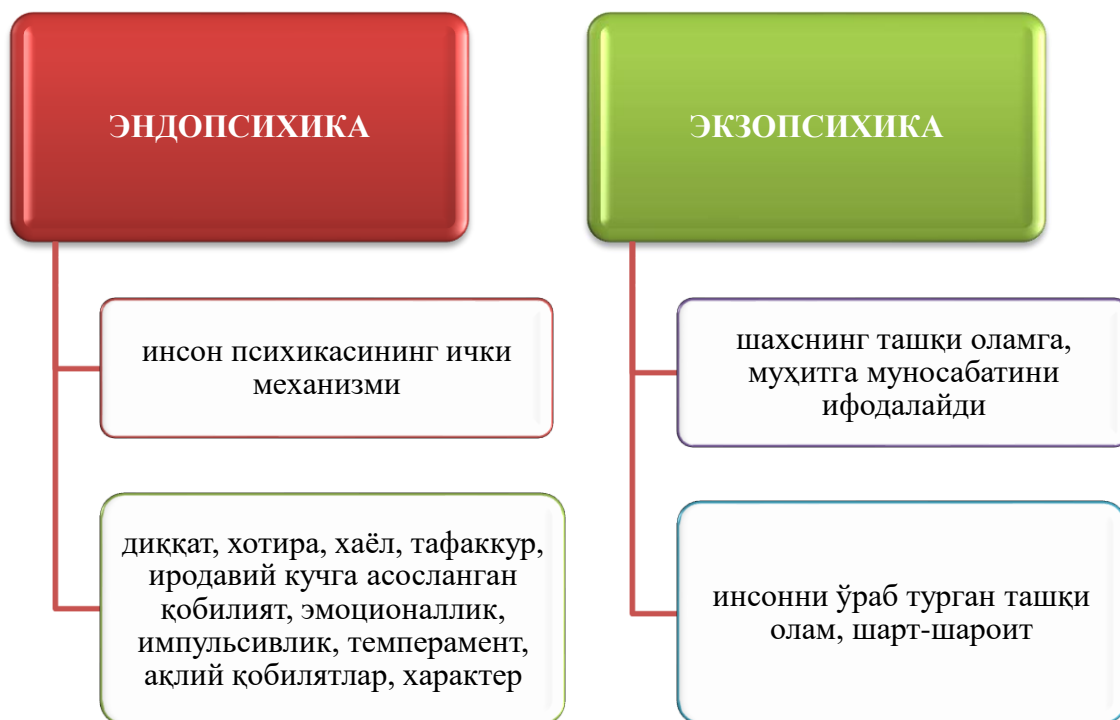 ЭНДОПСИХИКА
инсон психикасининг ички
механизми
диққат, хотира, хаёл, тафаккур,
иродавий кучга асосланган
қобилият, эмоционаллик,
импульсивлик, темперамент,
ақлий қобилятлар, характер
ЭКЗОПСИХИКА
шахснинг ташқи оламга,
муҳитга муносабатини
ифодалайди
инсонни ўраб турган ташқи
олам, шарт-шароит